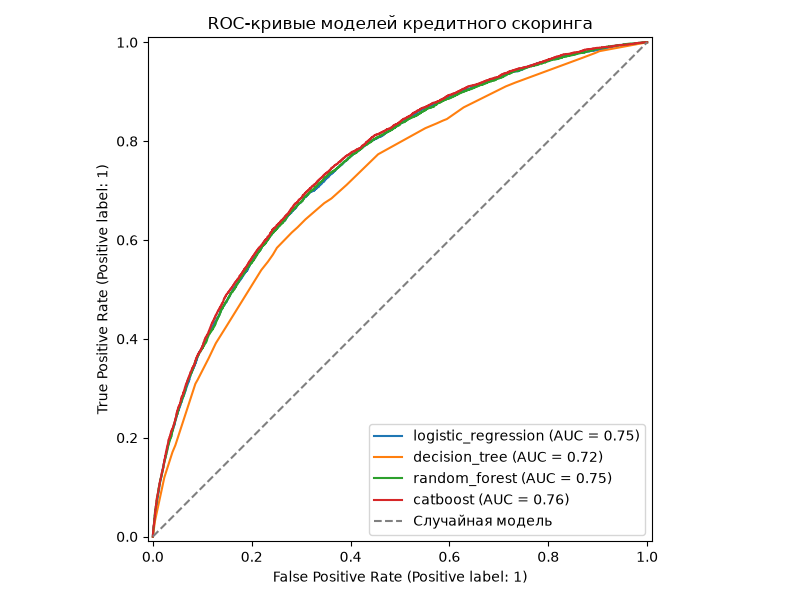 ROC-кривые моделей кредитного скоринга
True Positive Rate (Positive label: 1)
1.0
0.8
0.6
0.4
0.2
0.0
logistic_regression (AUC = 0.75)
decision_tree (AUC = 0.72)
random_forest (AUC = 0.75)
catboost (AUC = 0.76)
Случайная модель
0.0 0.2 0.4 0.6 0.8 1.0
False Positive Rate (Positive label: 1)